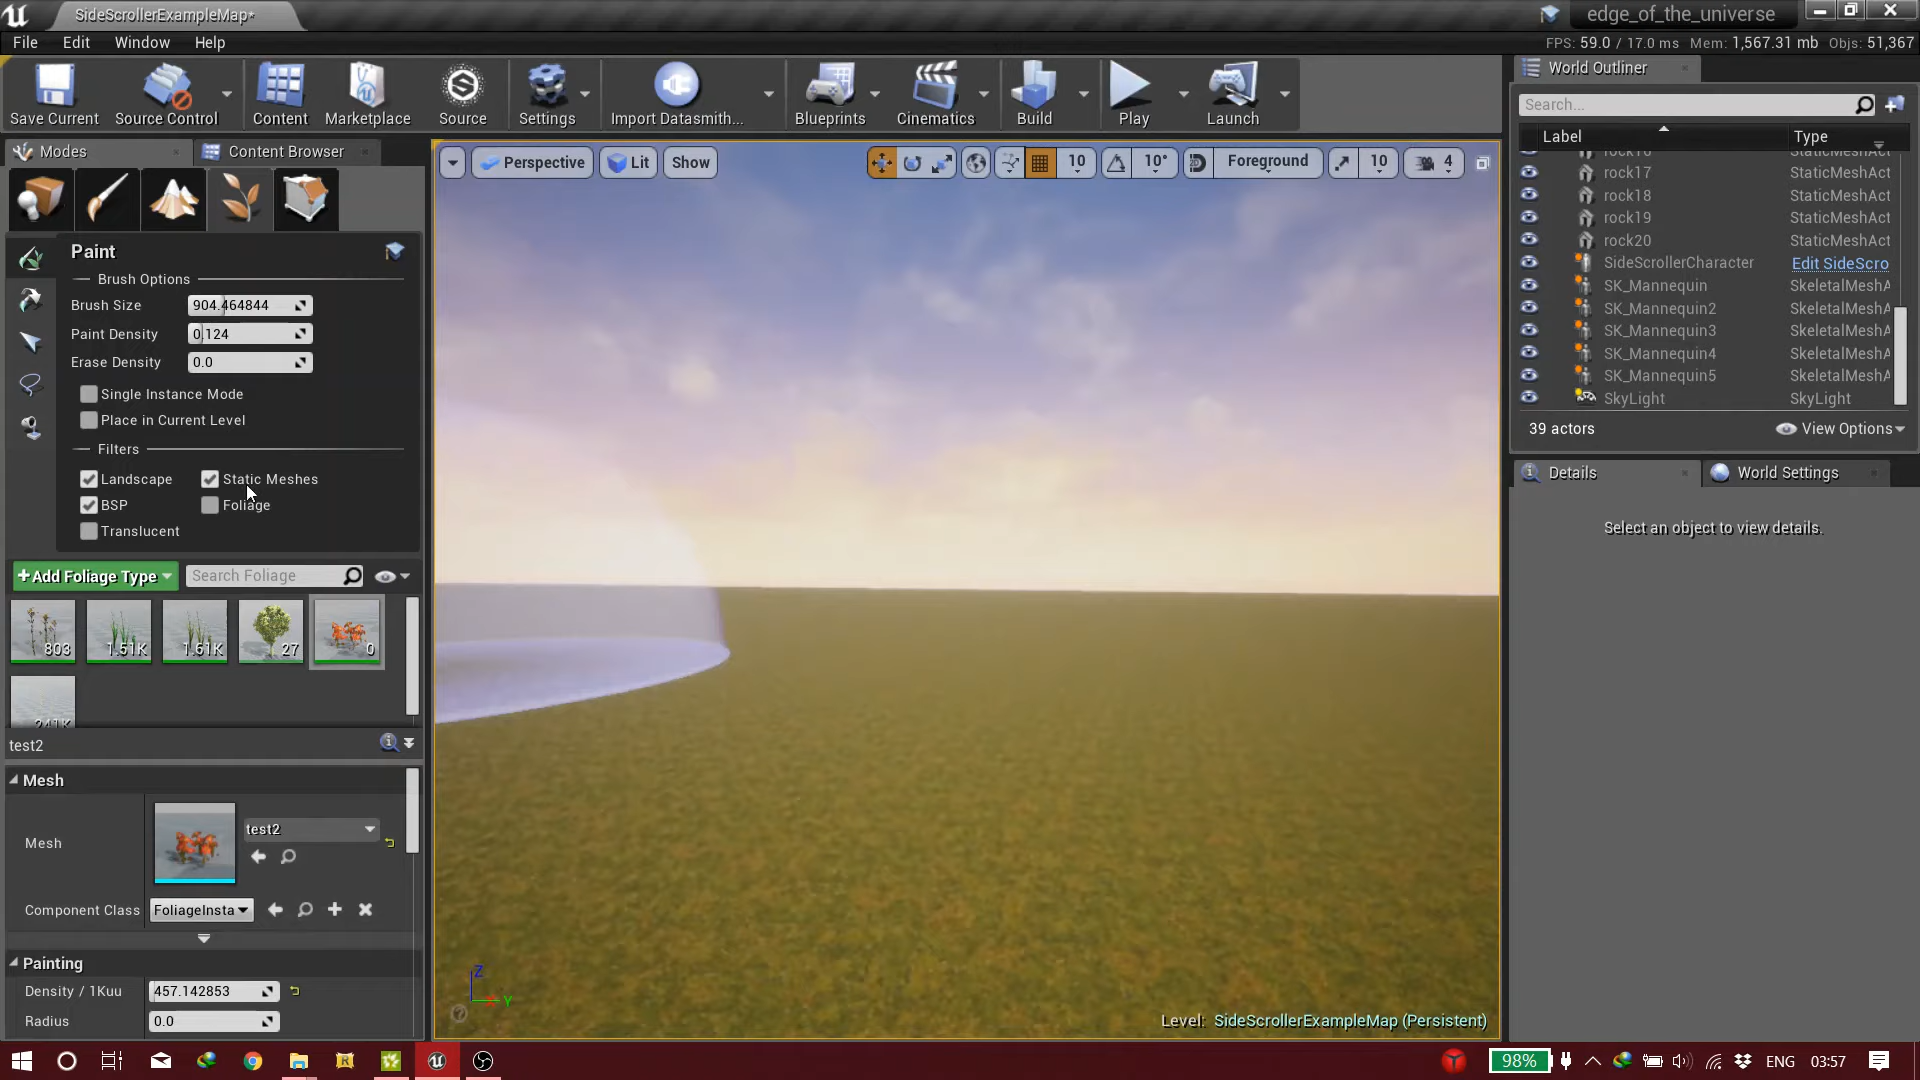 SideScrollerExampleMap*
edge_of_the_universe
File Edit Window Help
FPS: 59.0 / 17.0 ms Mem: 1,567.31 mb Objs: 51,367
Save Current
Source Control
Content
Marketplace
Source
Settings
Import Datasmith...
Blueprints
Cinematics
Build
Play
Launch
World Outliner
Search...
Label Type
rock16 StaticMeshAct
rock17 StaticMeshAct
rock18 StaticMeshAct
rock19 StaticMeshAct
rock20 StaticMeshAct
SideScrollerCharacter Edit SideScro
SK_Mannequin SkeletalMeshA
SK_Mannequin2 SkeletalMeshA
SK_Mannequin3 SkeletalMeshA
SK_Mannequin4 SkeletalMeshA
SK_Mannequin5 SkeletalMeshA
SkyLight SkyLight
39 actors View Options
Details World Settings
Select an object to view details.
Modes Content Browser
Perspective Lit Show
10 10° Foreground 10 4
Paint
Brush Options
Brush Size 904.464844
Paint Density 0.124
Erase Density 0.0
Single Instance Mode
Place in Current Level
Filters
Landscape Static Meshes
BSP Foliage
Translucent
+Add Foliage Type Search Foliage
803 1.51K 1.61K 27 0
241K
test2
Mesh
Mesh test2
Component Class FoliageInsta
Painting
Density / 1Kuu 457.142853
Radius 0.0
Z
Y
Level: SideScrollerExampleMap (Persistent)
98% ENG 03:57